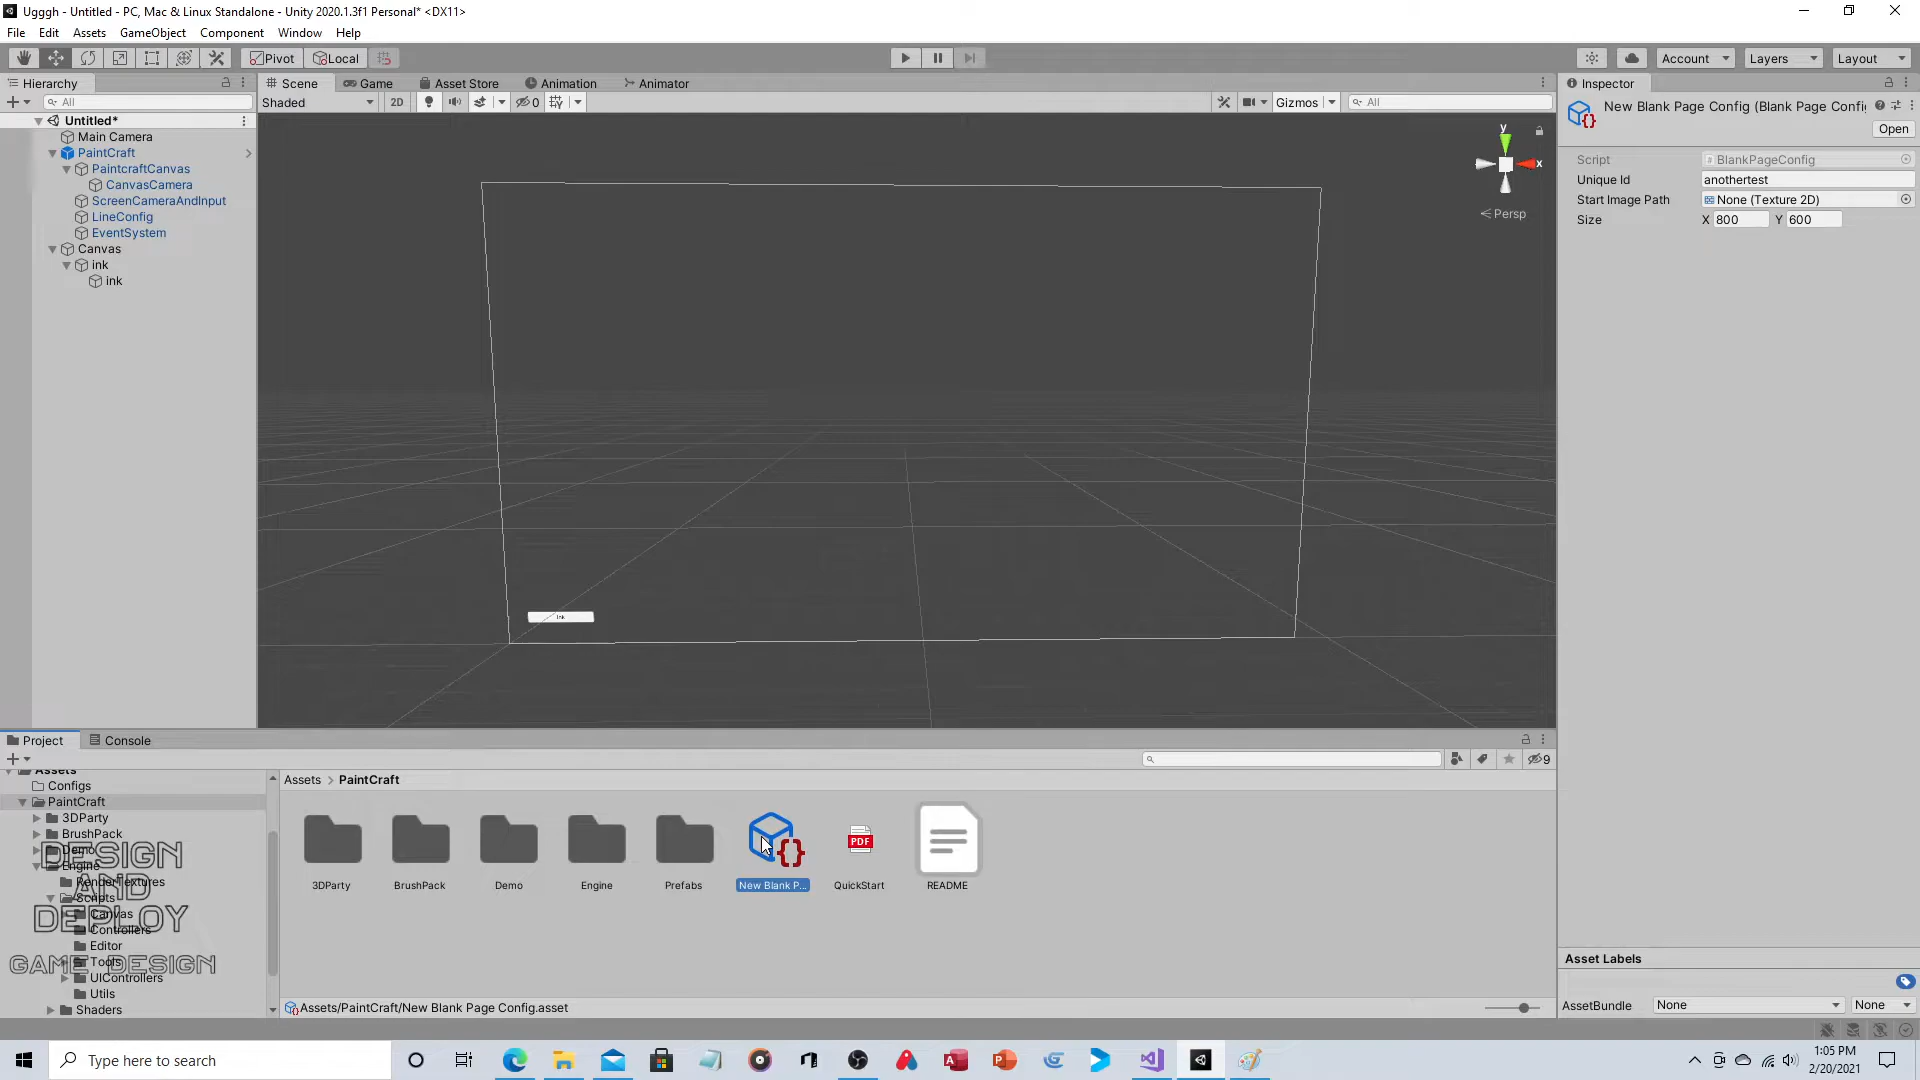 Ugggh - Untitled - PC, Mac & Linux Standalone - Unity 2020.1.3f1 Personal* <DX11>
File Edit Assets GameObject Component Window Help
Pivot Local Account Layers Layout
Hierarchy Scene Game Asset Store Animation Animator Inspector
All Shaded 2D 0 Gizmos All
New Blank Page Config (Blank Page Confi
Open
Untitled*
Main Camera
PaintCraft
PaintcraftCanvas
CanvasCamera
ScreenCameraAndInput
LineConfig
EventSystem
Canvas
ink
ink
y
x
Persp
ink
Script BlankPageConfig
Unique Id anothertest
Start Image Path None (Texture 2D)
Size X 800 Y 600
Project Console
9
Assets
Configs
PaintCraft
3DParty
BrushPack
Demo
Engine
RenderTextures
Scripts
Canvas
Controllers
Editor
Tools
UIControllers
Utils
Shaders
DESIGN
AND
DEPLOY
GAME DESIGN
Assets > PaintCraft
{}
PDF
3DParty BrushPack Demo Engine Prefabs New Blank P... QuickStart README
Assets/PaintCraft/New Blank Page Config.asset
Asset Labels
AssetBundle None None
Type here to search
1:05 PM
2/20/2021